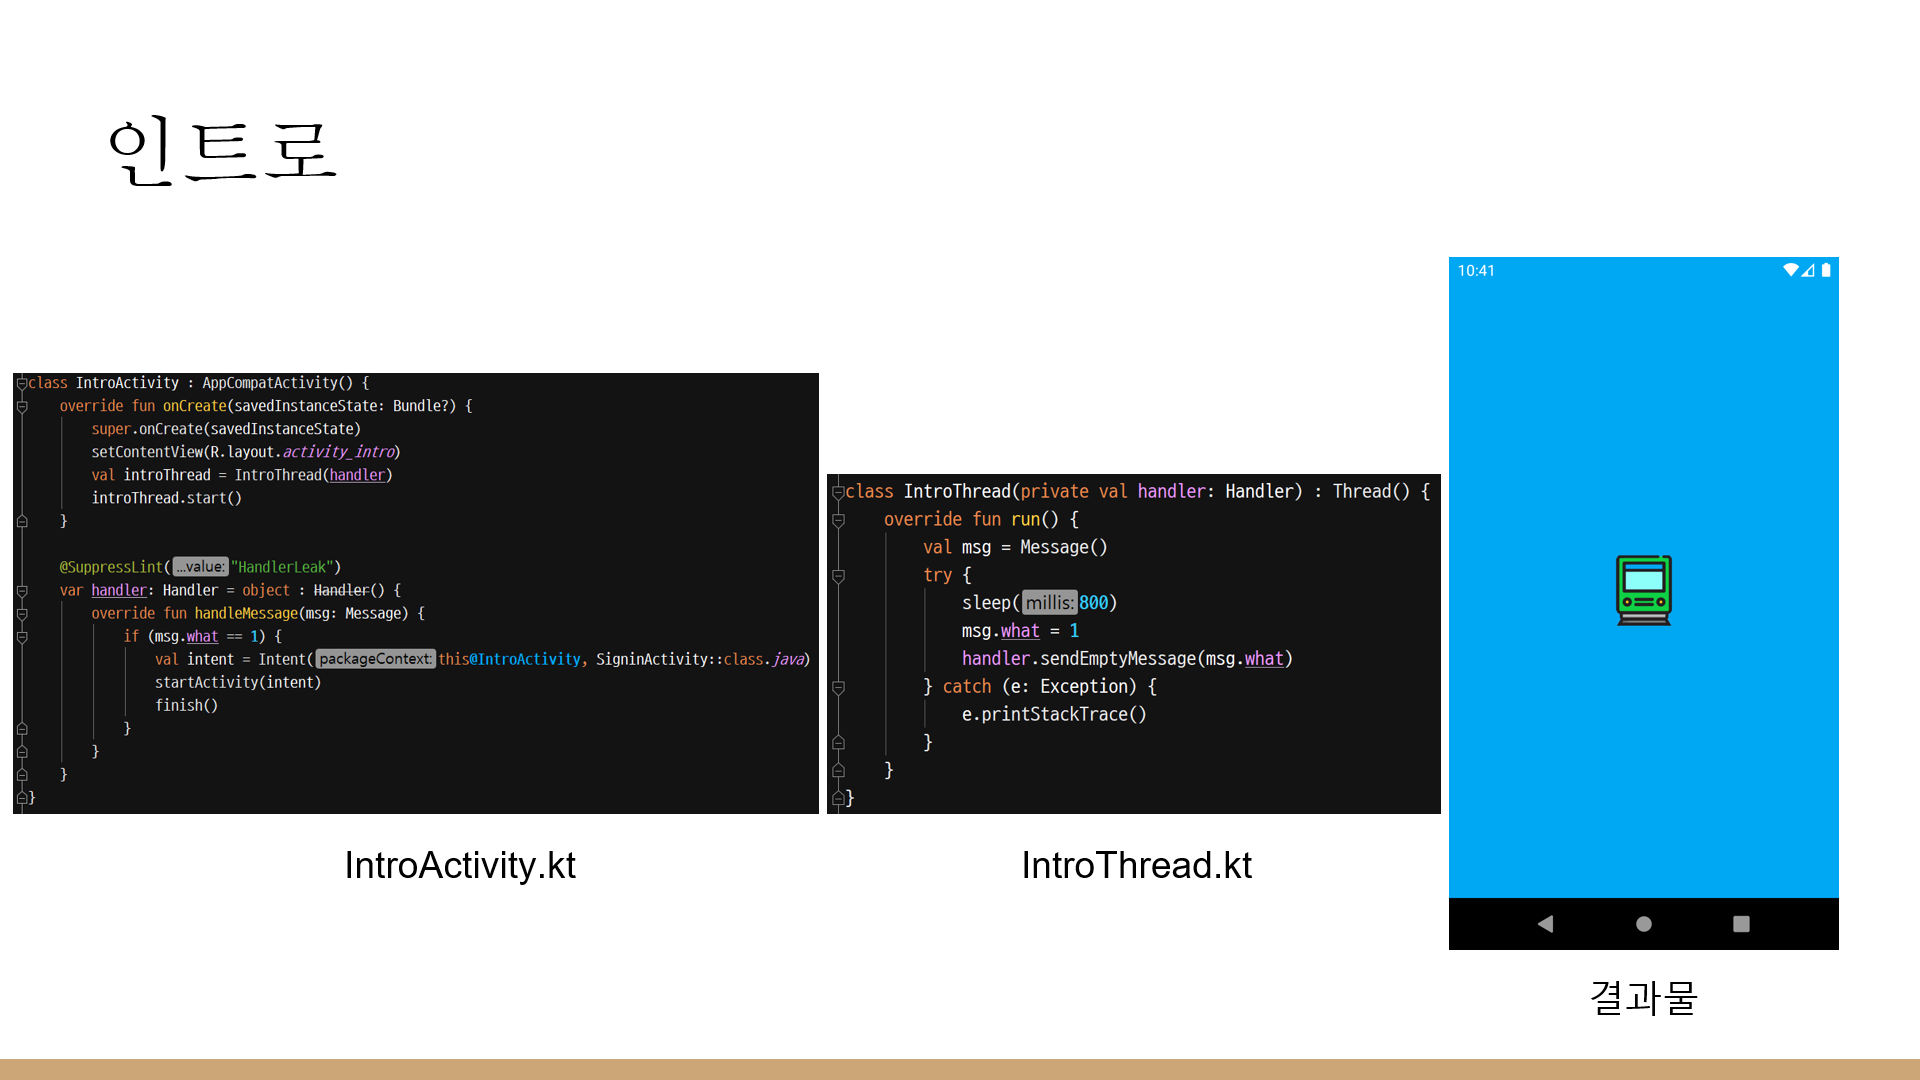 인트로
class IntroActivity : AppCompatActivity() {
override fun onCreate(savedInstanceState: Bundle?) {
super.onCreate(savedInstanceState)
setContentView(R.layout.activity_intro)
val introThread = IntroThread(handler)
introThread.start()
}
@SuppressLint( ...value: "HandlerLeak")
var handler: Handler = object : Handler() {
override fun handleMessage(msg: Message) {
if (msg.what == 1) {
val intent = Intent( packageContext: this@IntroActivity, SigninActivity::class.java)
startActivity(intent)
finish()
}
}
}
}
IntroActivity.kt
class IntroThread(private val handler: Handler) : Thread() {
override fun run() {
val msg = Message()
try {
sleep( millis: 800)
msg.what = 1
handler.sendEmptyMessage(msg.what)
} catch (e: Exception) {
e.printStackTrace()
}
}
}
IntroThread.kt
10:41
결과물